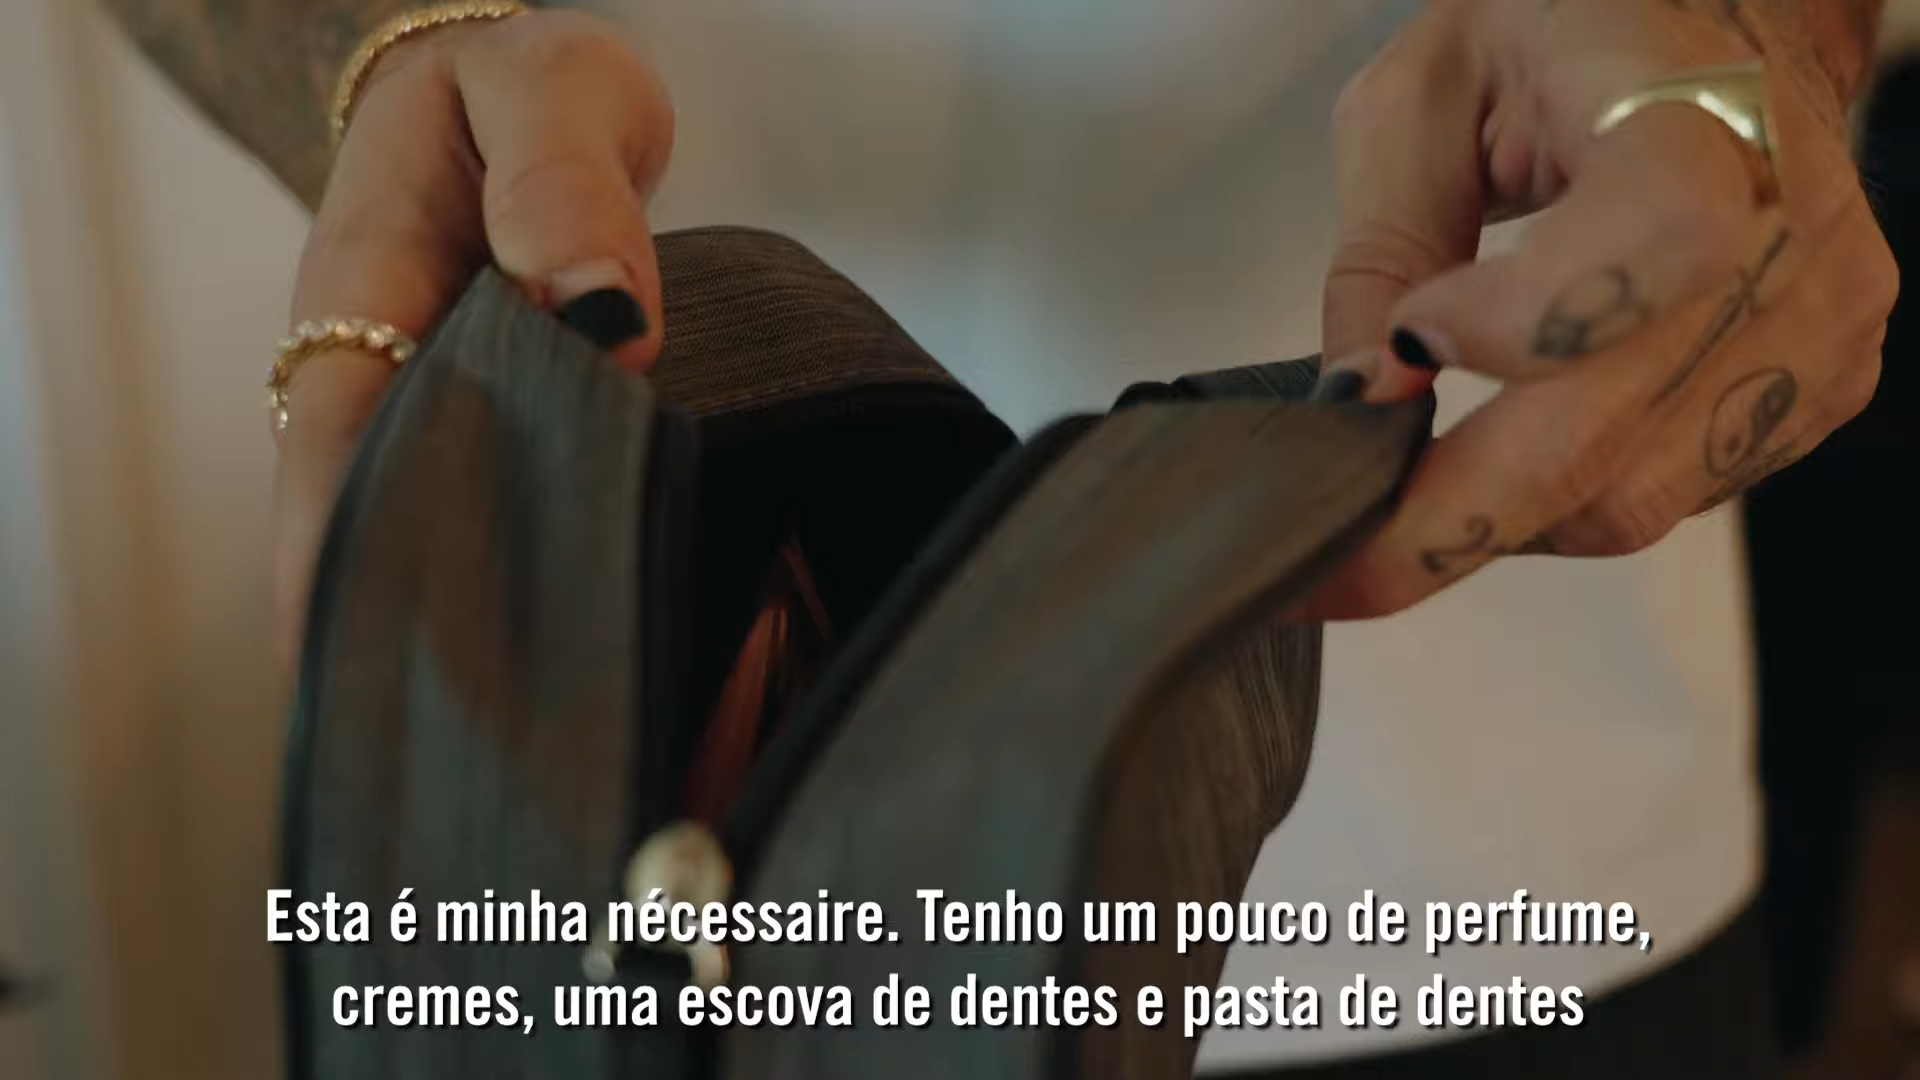 Esta é minha nécessaire. Tenho um pouco de perfume,
cremes, uma escova de dentes e pasta de dentes